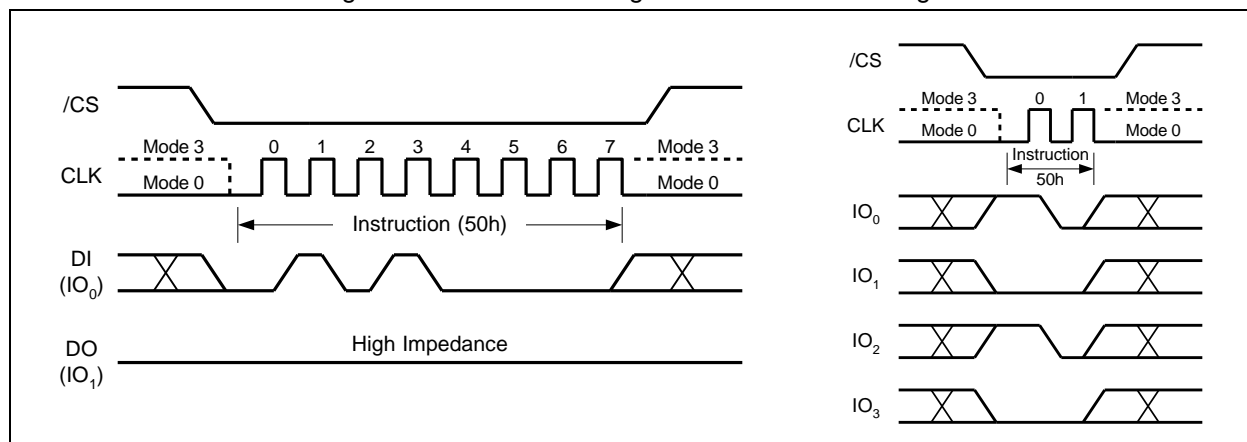 /CS
Mode 3
0 1 2 3 4 5 6 7
Mode 3
CLK
Mode 0
Mode 0
Instruction (50h)
DI
(IO0)
DO
(IO1)
High Impedance
/CS
Mode 3
0 1
Mode 3
CLK
Mode 0
Mode 0
Instruction
50h
IO0
IO1
IO2
IO3